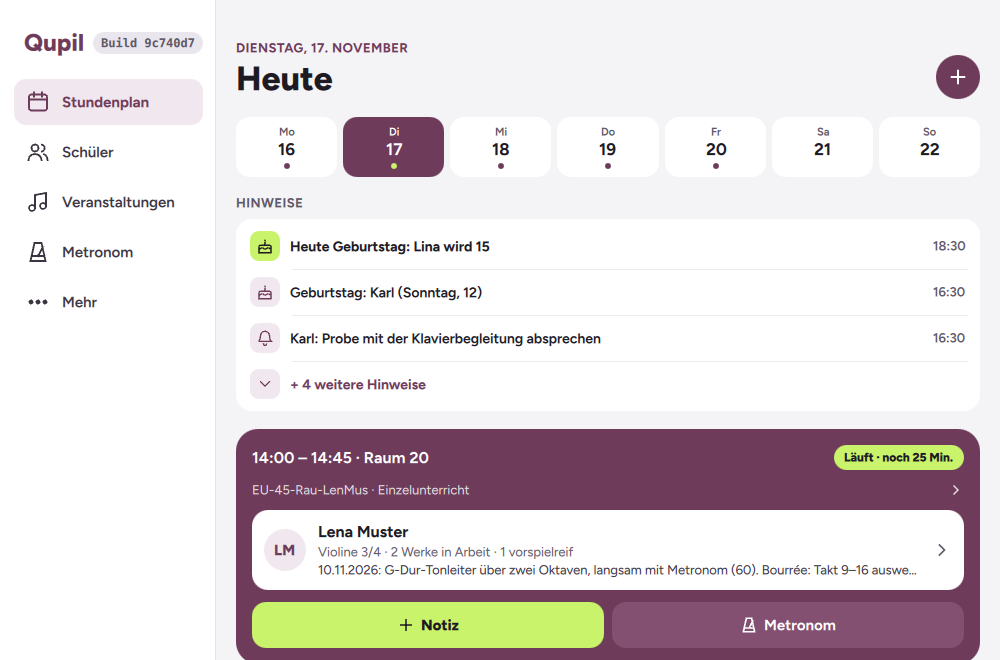 Qupil
Build 9c740d7
Stundenplan
Schüler
Veranstaltungen
Metronom
Mehr
DIENSTAG, 17. NOVEMBER
Heute
Mo
16
Di
17
Mi
18
Do
19
Fr
20
Sa
21
So
22
HINWEISE
Heute Geburtstag: Lina wird 15
18:30
Geburtstag: Karl (Sonntag, 12)
16:30
Karl: Probe mit der Klavierbegleitung absprechen
16:30
+ 4 weitere Hinweise
14:00 – 14:45 · Raum 20
Läuft · noch 25 Min.
EU-45-Rau-LenMus · Einzelunterricht
LM
Lena Muster
Violine 3/4 · 2 Werke in Arbeit · 1 vorspielreif
10.11.2026: G-Dur-Tonleiter über zwei Oktaven, langsam mit Metronom (60). Bourrée: Takt 9–16 auswe...
Notiz
Metronom